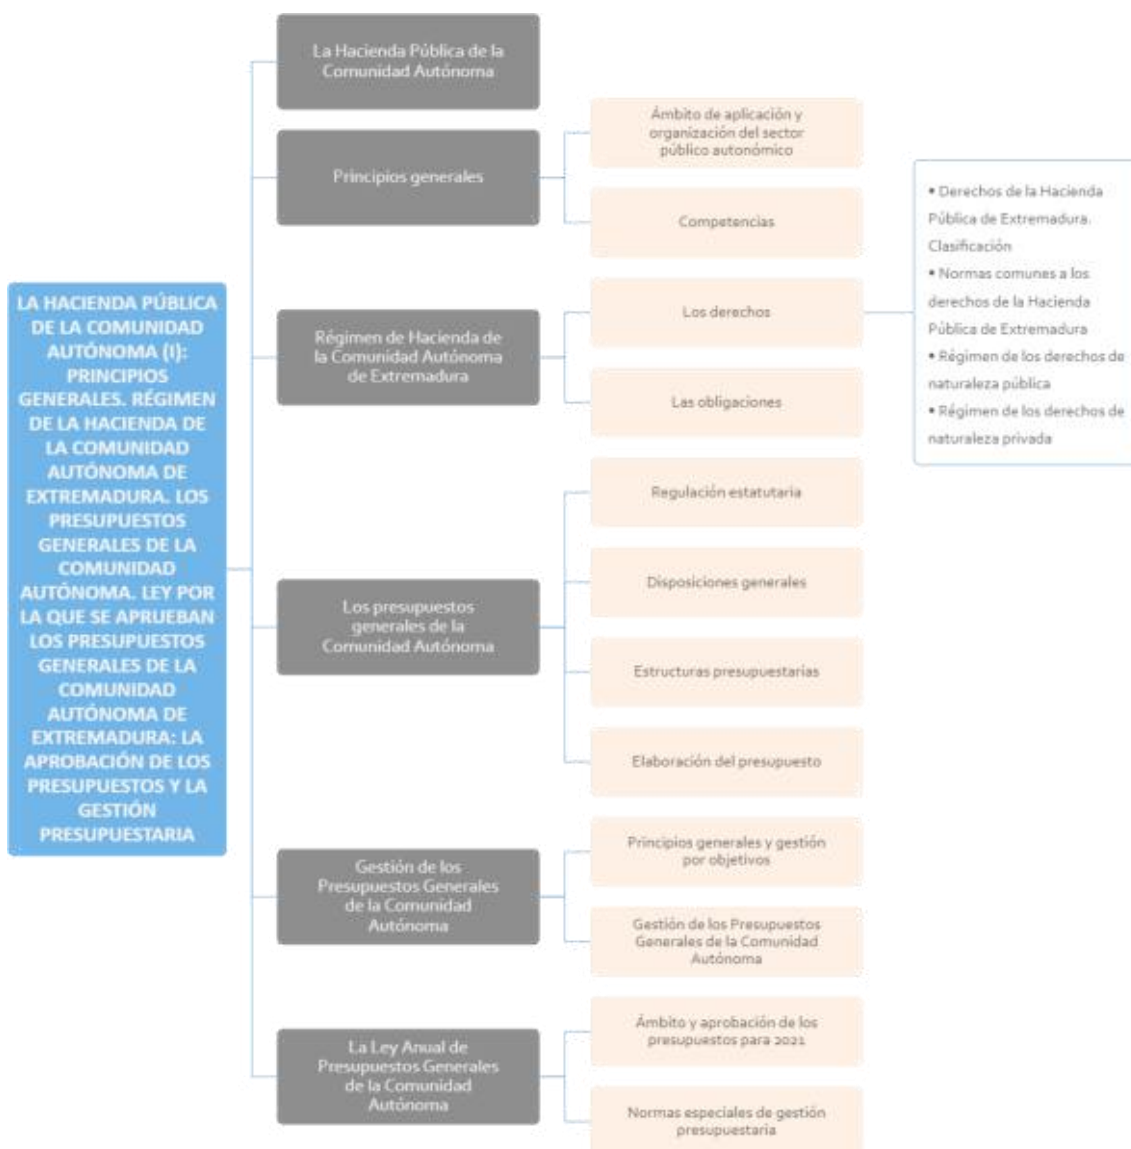 LA HACIENDA PÚBLICA
DE LA COMUNIDAD
AUTÓNOMA (I):
PRINCIPIOS
GENERALES. RÉGIMEN
DE LA HACIENDA DE
LA COMUNIDAD
AUTÓNOMA DE
EXTREMADURA. LOS
PRESUPUESTOS
GENERALES DE LA
COMUNIDAD
AUTÓNOMA. LEY POR
LA QUE SE APRUEBAN
LOS PRESUPUESTOS
GENERALES DE LA
COMUNIDAD
AUTÓNOMA DE
EXTREMADURA: LA
APROBACIÓN DE LOS
PRESUPUESTOS Y LA
GESTIÓN
PRESUPUESTARIA
La Hacienda Pública de la
Comunidad Autónoma
Principios generales
Ámbito de aplicación y
organización del sector
público autonómico
Competencias
Régimen de Hacienda de
la Comunidad Autónoma
de Extremadura
Los derechos
• Derechos de la Hacienda
Pública de Extremadura.
Clasificación
• Normas comunes a los
derechos de la Hacienda
Pública de Extremadura
• Régimen de los derechos de
naturaleza pública
• Régimen de los derechos de
naturaleza privada
Las obligaciones
Los presupuestos
generales de la
Comunidad Autónoma
Regulación estatutaria
Disposiciones generales
Estructuras presupuestarias
Elaboración del presupuesto
Gestión de los
Presupuestos Generales
de la Comunidad
Autónoma
Principios generales y gestión
por objetivos
Gestión de los Presupuestos
Generales de la Comunidad
Autónoma
La Ley Anual de
Presupuestos Generales
de la Comunidad
Autónoma
Ámbito y aprobación de los
presupuestos para 2021
Normas especiales de gestión
presupuestaria